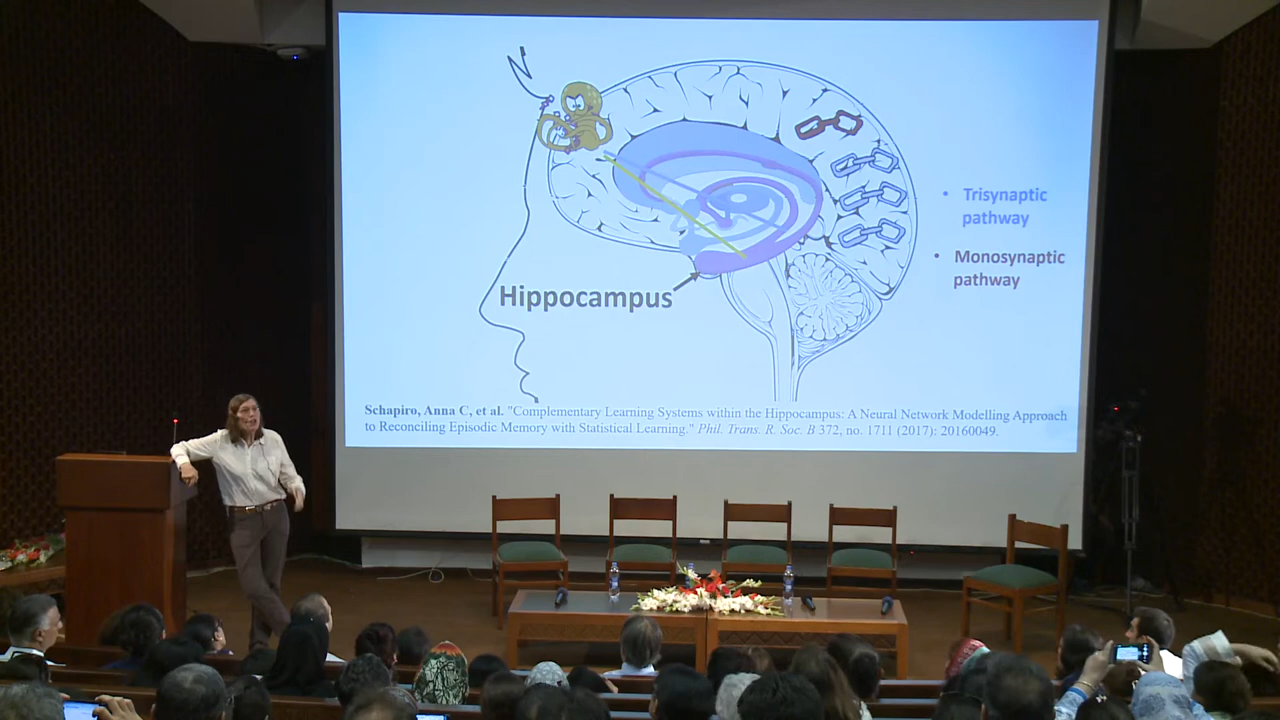 • Trisynaptic
pathway
• Monosynaptic
pathway
Hippocampus
Schapiro, Anna C, et al. "Complementary Learning Systems within the Hippocampus: A Neural Network Modelling Approach
to Reconciling Episodic Memory with Statistical Learning." Phil. Trans. R. Soc. B 372, no. 1711 (2017): 20160049.